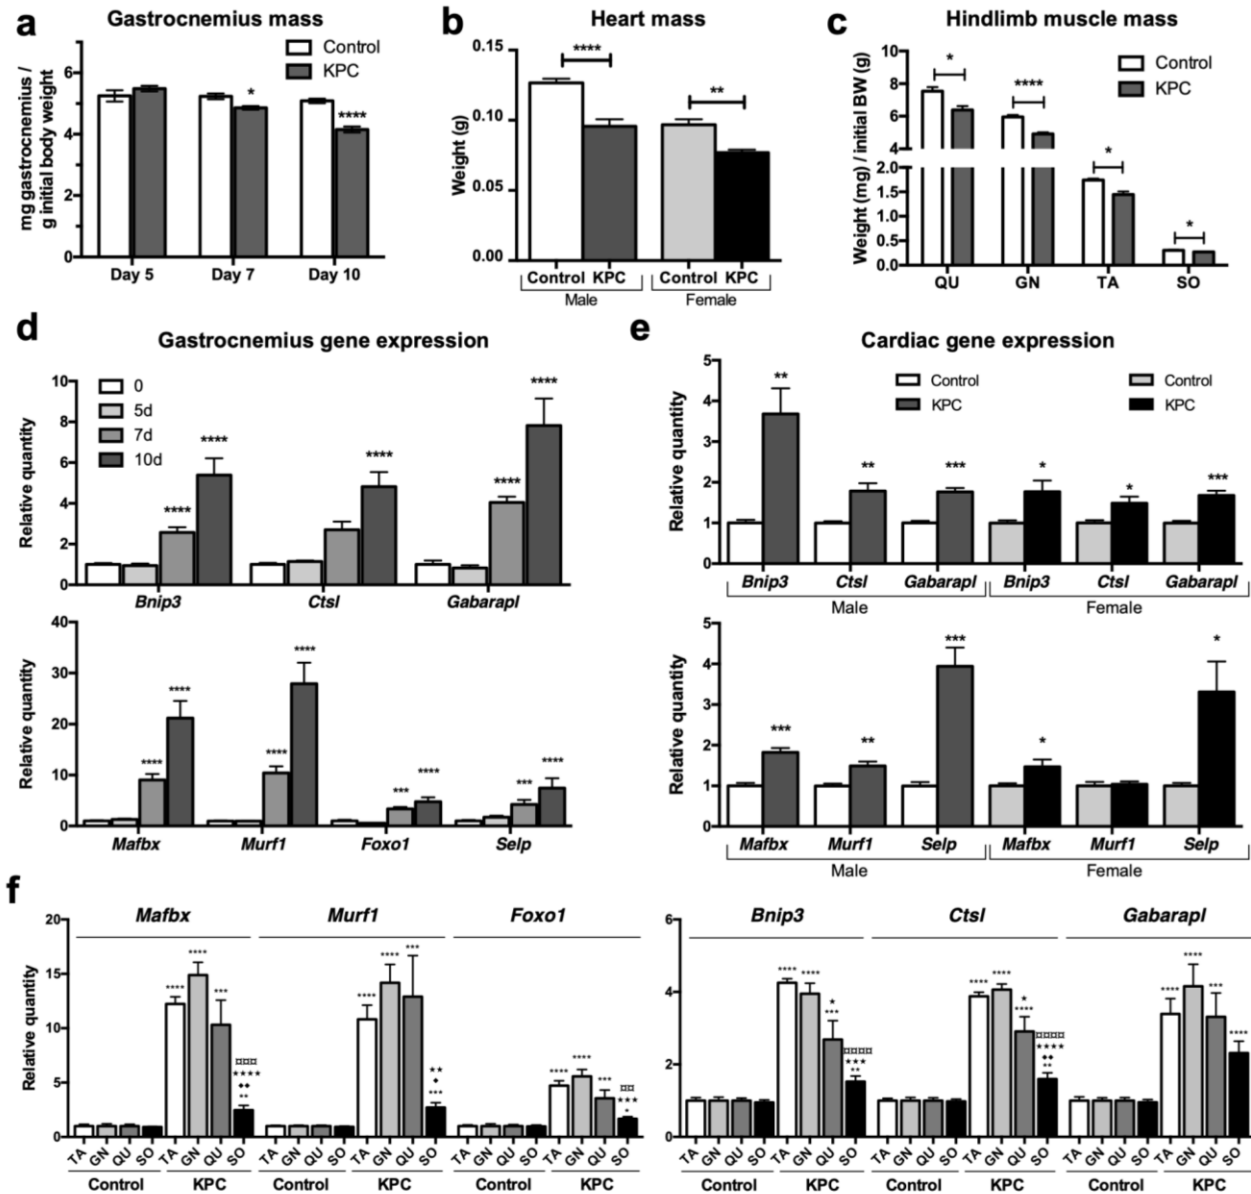 a
Gastrocnemius mass
mg gastrocnemius /
g initial body weight
6
4
2
0
Control
KPC
*
****
Day 5
Day 7
Day 10
b
Heart mass
Weight (g)
0.15
0.10
0.05
0.00
****
**
Control KPC
Control KPC
Male
Female
c
Hindlimb muscle mass
Weight (mg) / initial BW (g)
10
8
6
4
2.0
1.5
1.0
0.5
0.0
Control
KPC
*
****
*
*
QU
GN
TA
SO
d
Gastrocnemius gene expression
Relative quantity
10
8
6
4
2
0
0
5d
7d
10d
****
****
****
****
****
Bnip3
Ctsl
Gabarapl
Relative quantity
40
30
20
10
0
****
****
****
****
***
****
***
****
Mafbx
Murf1
Foxo1
Selp
e
Cardiac gene expression
Relative quantity
5
4
3
2
1
0
Control
KPC
Control
KPC
**
**
***
*
*
***
Bnip3
Ctsl
Gabarapl
Bnip3
Ctsl
Gabarapl
Male
Female
Relative quantity
5
4
3
2
1
0
***
**
***
*
*
Mafbx
Murf1
Selp
Mafbx
Murf1
Selp
Male
Female
f
Relative quantity
20
15
10
5
0
Mafbx
Murf1
Foxo1
****
****
***
¤¤¤
★★★★
◆◆
**
****
****
***
★★
◆
***
****
****
***
¤¤
★★★
*
TA GN QU SO
TA GN QU SO
TA GN QU SO
TA GN QU SO
TA GN QU SO
TA GN QU SO
Control
KPC
Control
KPC
Control
KPC
6
4
2
0
Bnip3
Ctsl
Gabarapl
****
****
★
***
¤¤¤¤
★★★
**
****
****
★
****
¤¤¤¤
★★★★
◆◆
**
****
****
***
****
TA GN QU SO
TA GN QU SO
TA GN QU SO
TA GN QU SO
TA GN QU SO
TA GN QU SO
Control
KPC
Control
KPC
Control
KPC